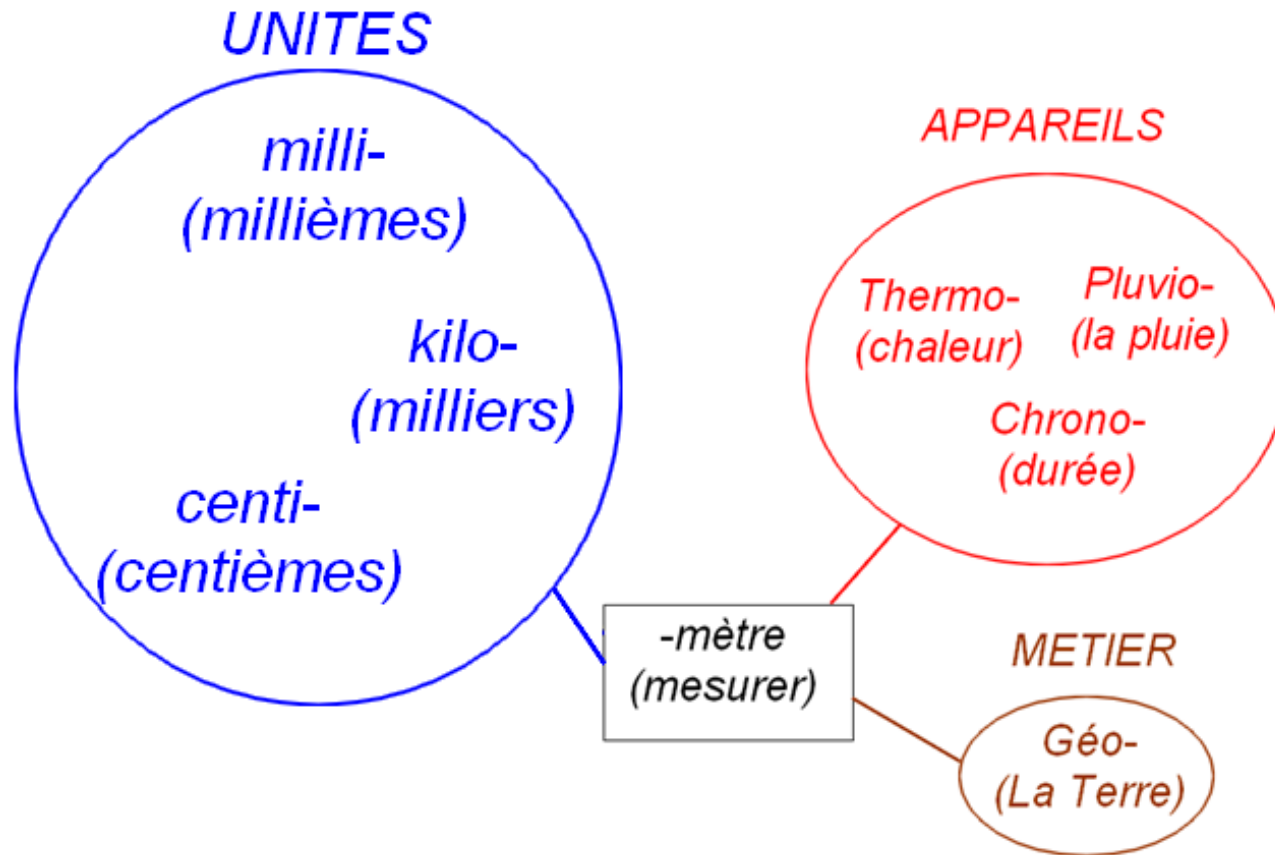 UNITES
milli-
(millièmes)
kilo-
(milliers)
centi-
(centièmes)
APPAREILS
Thermo-
(chaleur)
Pluvio-
(la pluie)
Chrono-
(durée)
-mètre
(mesurer)
METIER
Géo-
(La Terre)